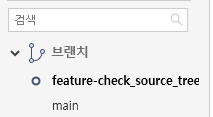 검색
브랜치
feature-check_source_tree
main